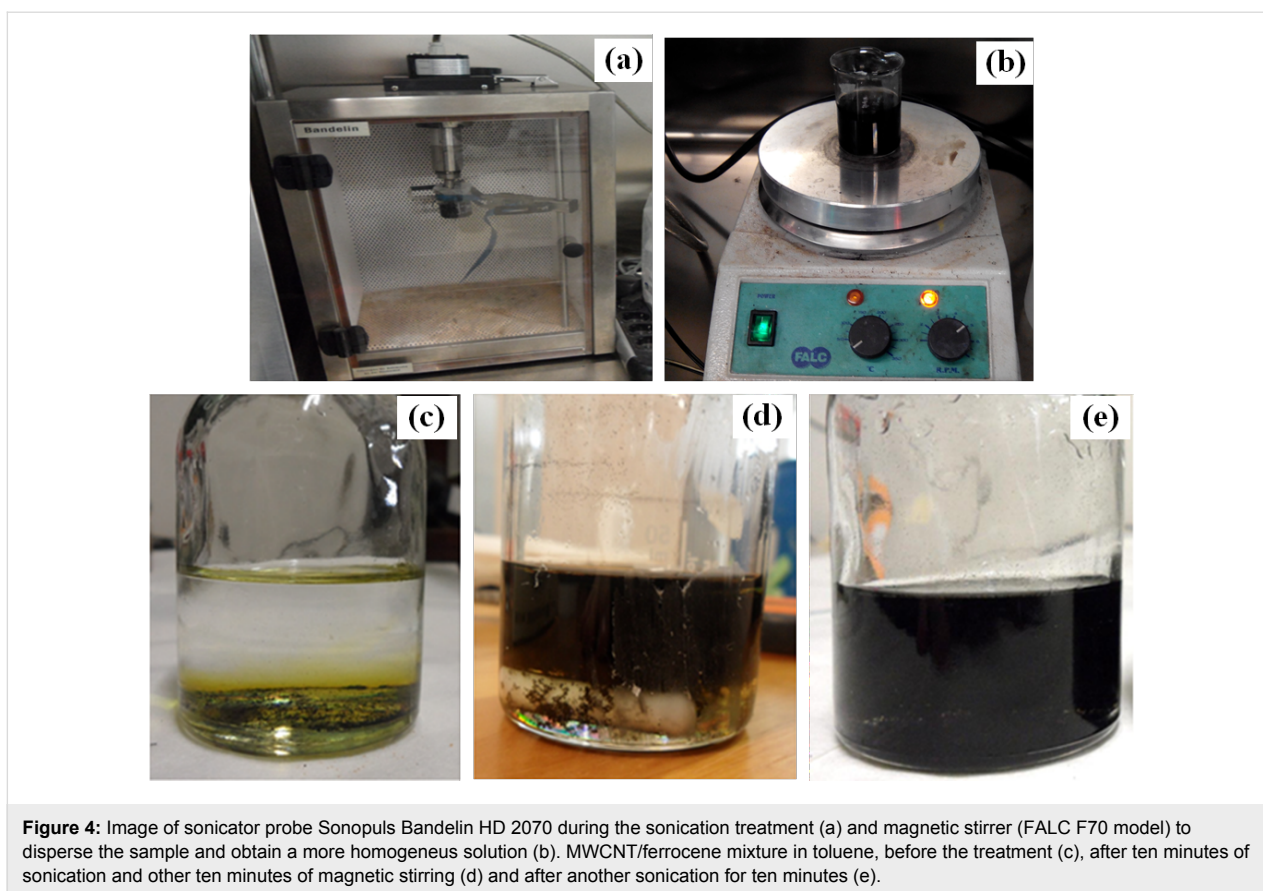 (a)
Bandelin
(b)
POWER
FALC
°C
R.P.M.
(c)
(d)
50
(e)
Figure 4: Image of sonicator probe Sonopuls Bandelin HD 2070 during the sonication treatment (a) and magnetic stirrer (FALC F70 model) to
disperse the sample and obtain a more homogeneus solution (b). MWCNT/ferrocene mixture in toluene, before the treatment (c), after ten minutes of
sonication and other ten minutes of magnetic stirring (d) and after another sonication for ten minutes (e).